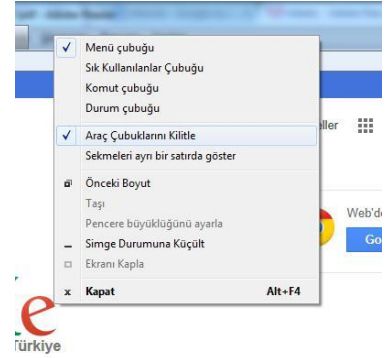 Menü çubuğu
Sık Kullanılanlar Çubuğu
Komut çubuğu
Durum çubuğu
Araç Çubuklarını Kilitle
Sekmeleri ayrı bir satırda göster
Önceki Boyut
Taşı
Pencere büyüklüğünü ayarla
Simge Durumuna Küçült
Ekranı Kapla
Kapat Alt+F4
ller
Web'de
Go
e
Türkiye